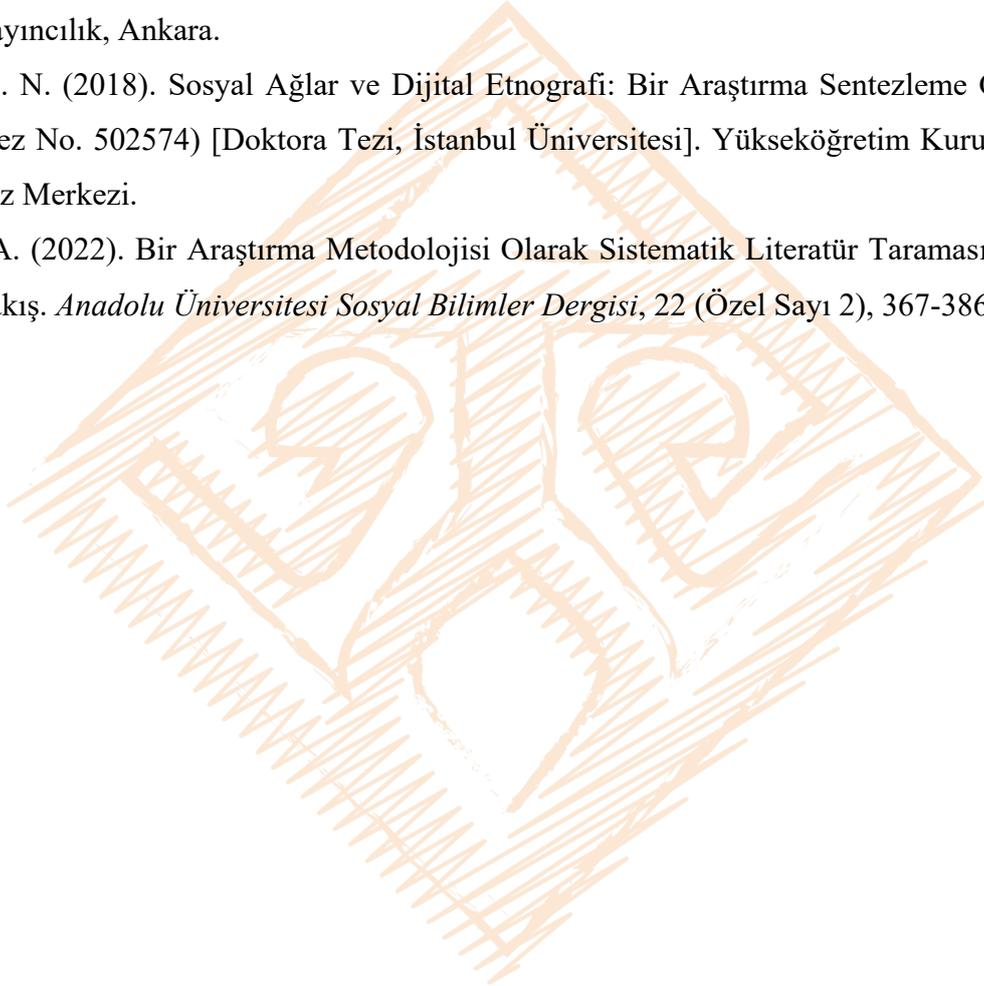 ayıncılık, Ankara.
. N. (2018). Sosyal Ağlar ve Dijital Etnografi: Bir Araştırma Sentezleme
ez No. 502574) [Doktora Tezi, İstanbul Üniversitesi]. Yükseköğretim Kuru
z Merkezi.
A. (2022). Bir Araştırma Metodolojisi Olarak Sistematik Literatür Taraması
kış. Anadolu Üniversitesi Sosyal Bilimler Dergisi, 22 (Özel Sayı 2), 367-386